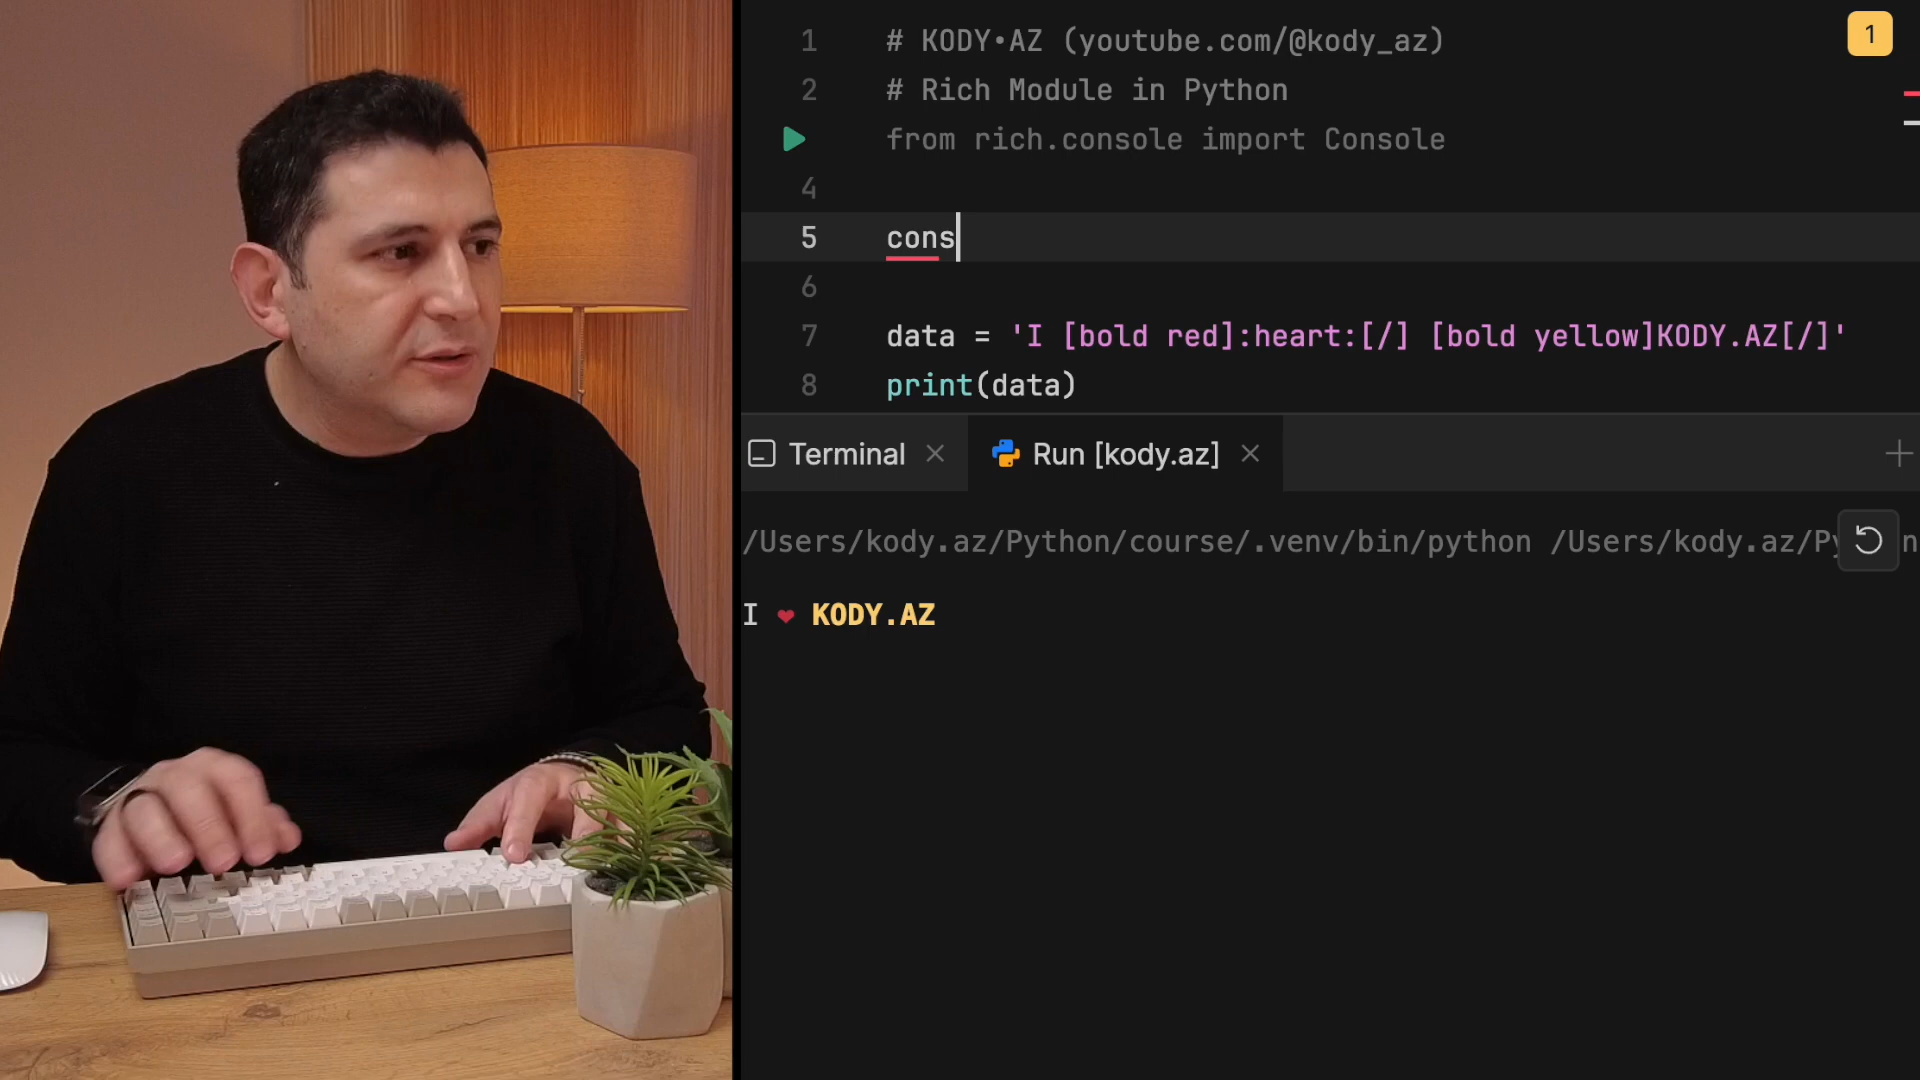 1 # KODY•AZ (youtube.com/@kody_az)
1
2 # Rich Module in Python
from rich.console import Console
4
5 cons
6
7 data = 'I [bold red]:heart:[/] [bold yellow]KODY.AZ[/]'
8 print(data)
Terminal Run [kody.az]
/Users/kody.az/Python/course/.venv/bin/python /Users/kody.az/Py
I ❤ KODY.AZ